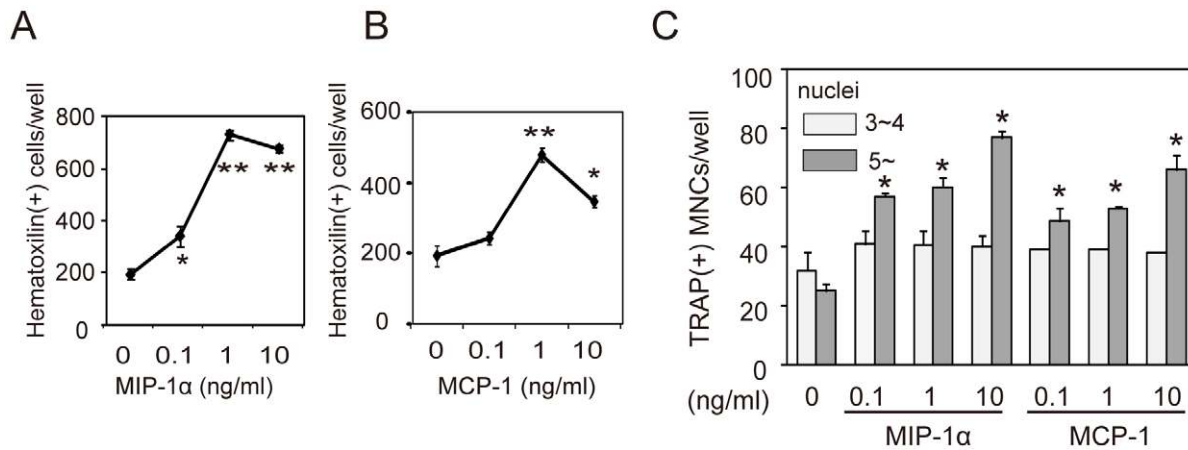 A
Hematoxilin(+) cells/well
800
600
400
200
0
*
**
**
0 0.1 1 10
MIP-1α (ng/ml)
B
Hematoxilin(+) cells/well
600
400
200
0
**
*
0 0.1 1 10
MCP-1 (ng/ml)
C
TRAP(+) MNCs/well
100
80
60
40
20
0
nuclei
3~4
5~
*
*
*
*
*
*
(ng/ml) 0 0.1 1 10 0.1 1 10
MIP-1α MCP-1